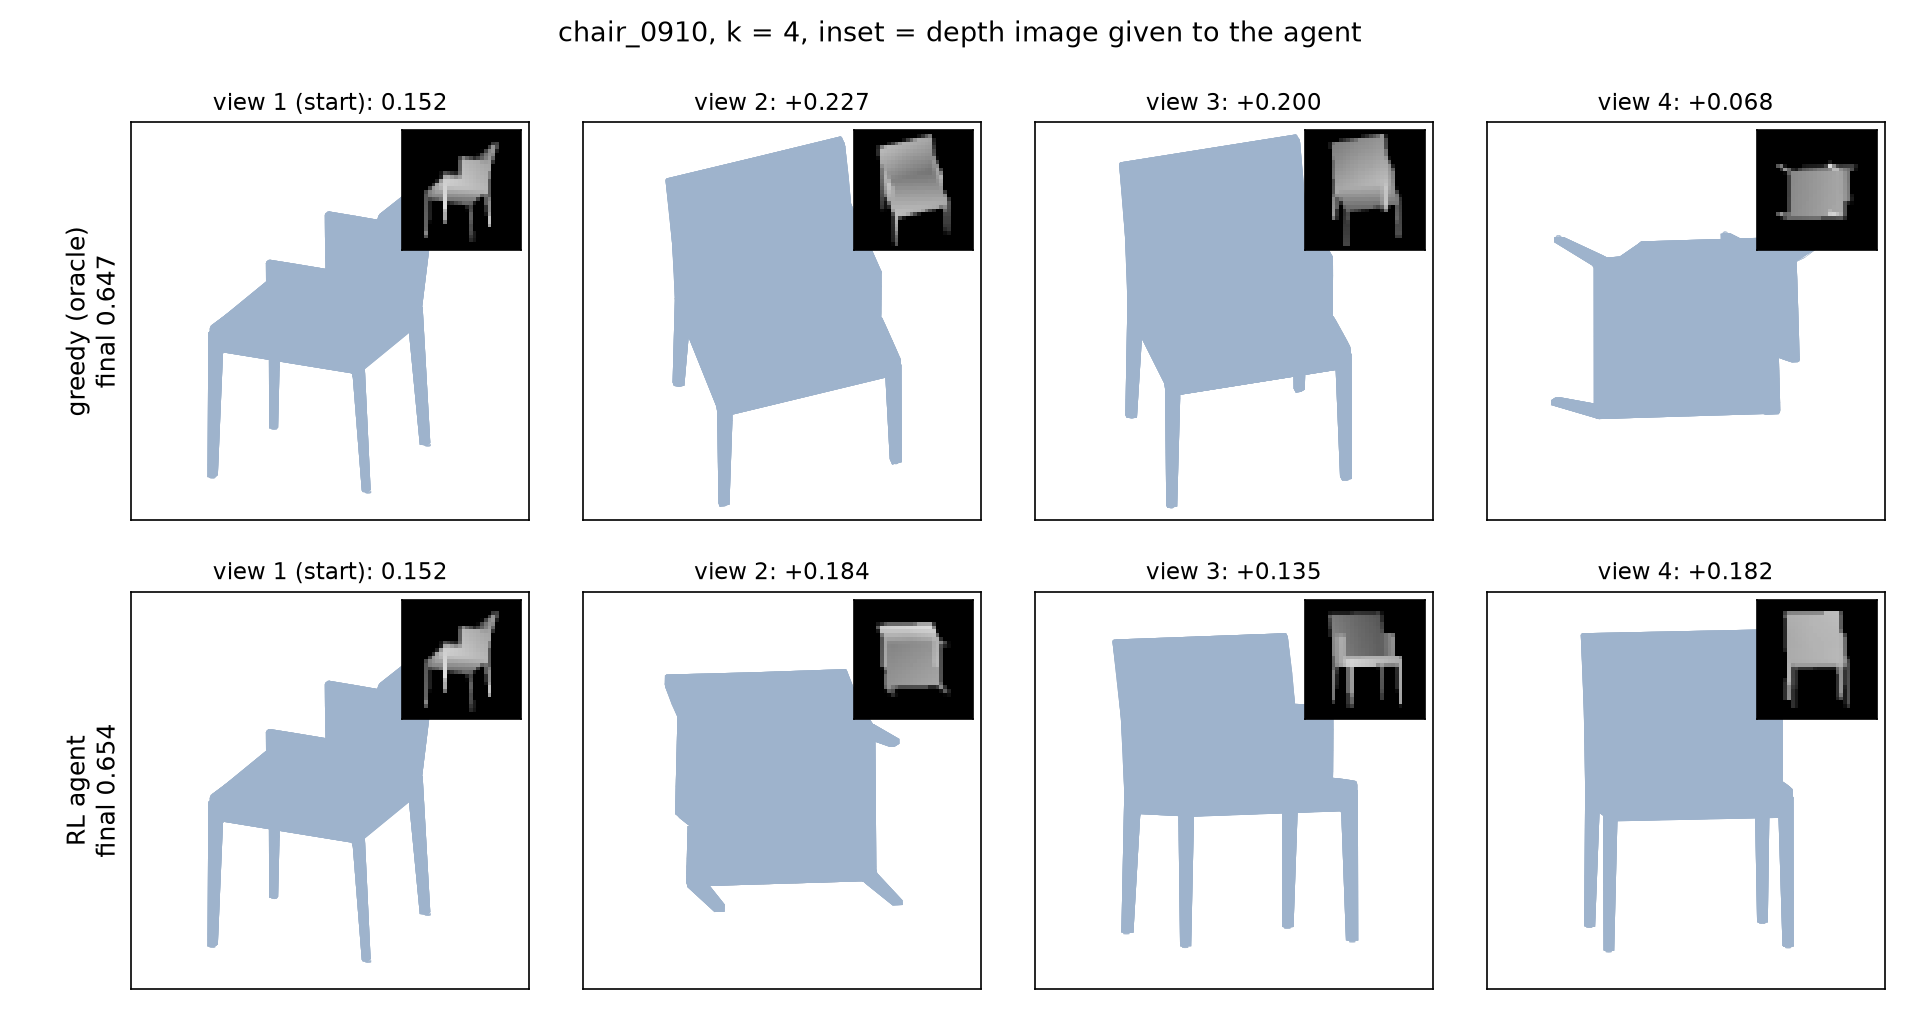 chair_0910, k = 4, inset = depth image given to the agent
greedy (oracle)
final 0.647
view 1 (start): 0.152
view 2: +0.227
view 3: +0.200
view 4: +0.068
RL agent
final 0.654
view 1 (start): 0.152
view 2: +0.184
view 3: +0.135
view 4: +0.182